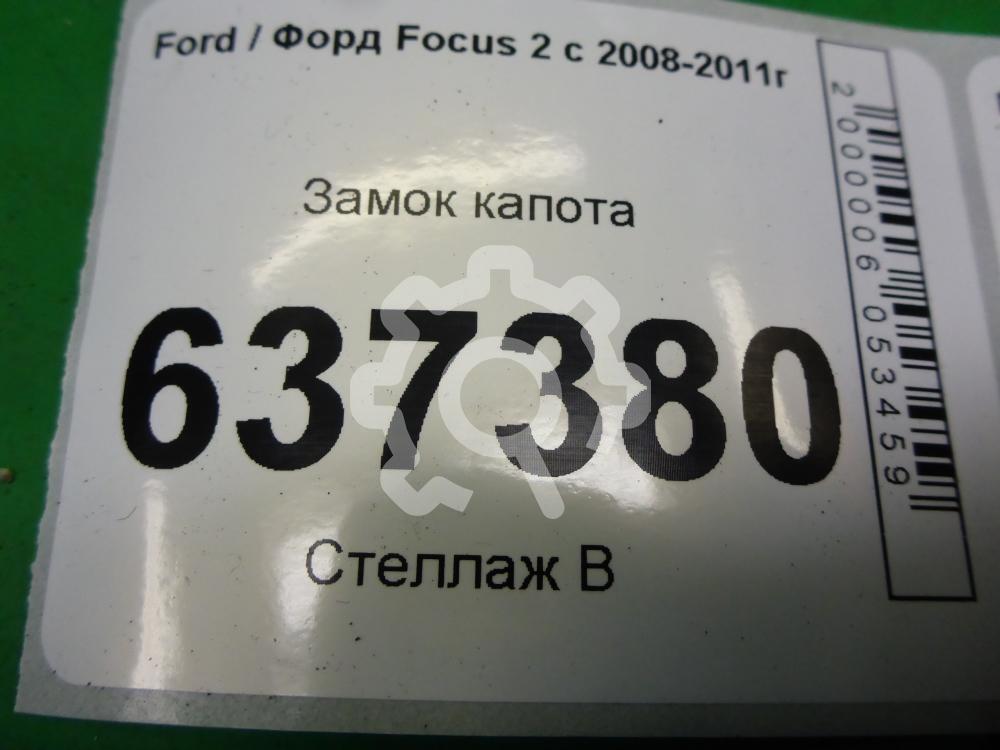 Ford / Форд Focus 2 с 2008-2011г
Замок капота
637380
Стеллаж В
2000006053459